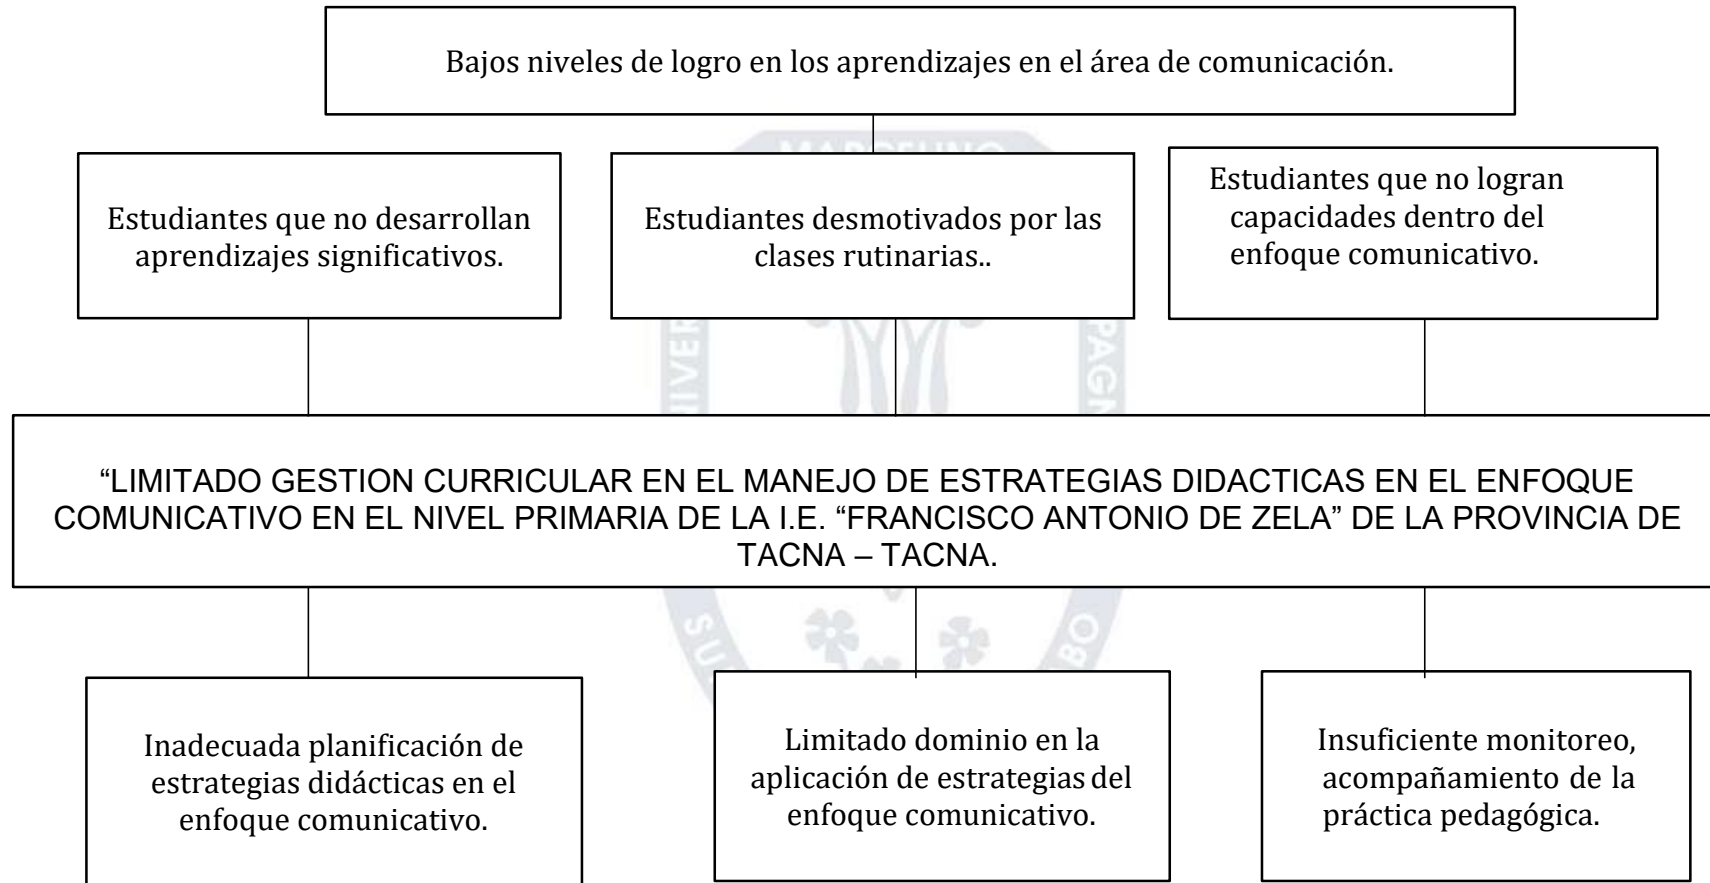 Bajos niveles de logro en los aprendizajes en el área de comunicación.
MARCELINO
Estudiantes que no desarrollan
aprendizajes significativos.
Estudiantes desmotivados por las
clases rutinarias..
Estudiantes que no logran
capacidades dentro del
enfoque comunicativo.
“LIMITADO GESTION CURRICULAR EN EL MANEJO DE ESTRATEGIAS DIDACTICAS EN EL ENFOQUE
COMUNICATIVO EN EL NIVEL PRIMARIA DE LA I.E. “FRANCISCO ANTONIO DE ZELA” DE LA PROVINCIA DE
TACNA – TACNA.
Inadecuada planificación de
estrategias didácticas en el
enfoque comunicativo.
Limitado dominio en la
aplicación de estrategias del
enfoque comunicativo.
Insuficiente monitoreo,
acompañamiento de la
práctica pedagógica.